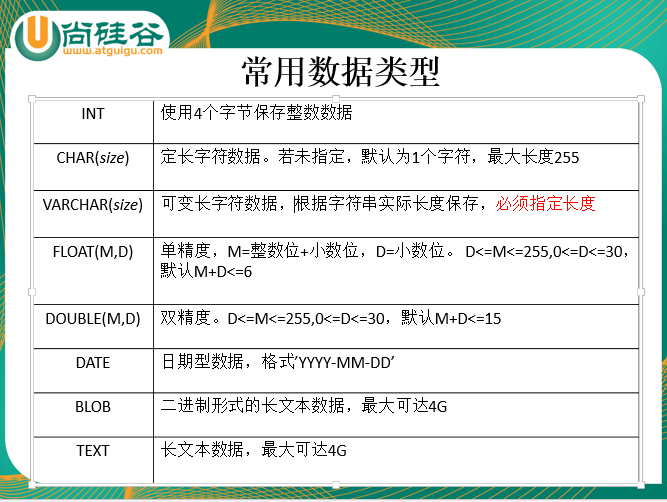 尚硅谷
www.atguigu.com
常用数据类型
INT 使用4个字节保存整数数据
CHAR(size) 定长字符数据。若未指定，默认为1个字符，最大长度255
VARCHAR(size) 可变长字符数据，根据字符串实际长度保存，必须指定长度
FLOAT(M,D) 单精度，M=整数位+小数位，D=小数位。 D<=M<=255,0<=D<=30，
默认M+D<=6
DOUBLE(M,D) 双精度。D<=M<=255,0<=D<=30，默认M+D<=15
DATE 日期型数据，格式’YYYY-MM-DD’
BLOB 二进制形式的长文本数据，最大可达4G
TEXT 长文本数据，最大可达4G